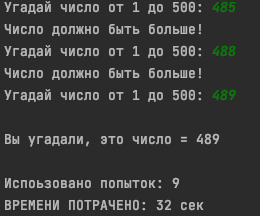 Угадай число от 1 до 500: 485
Число должно быть больше!
Угадай число от 1 до 500: 488
Число должно быть больше!
Угадай число от 1 до 500: 489
Вы угадали, это число = 489
Испоьзовано попыток: 9
ВРЕМЕНИ ПОТРАЧЕНО: 32 сек